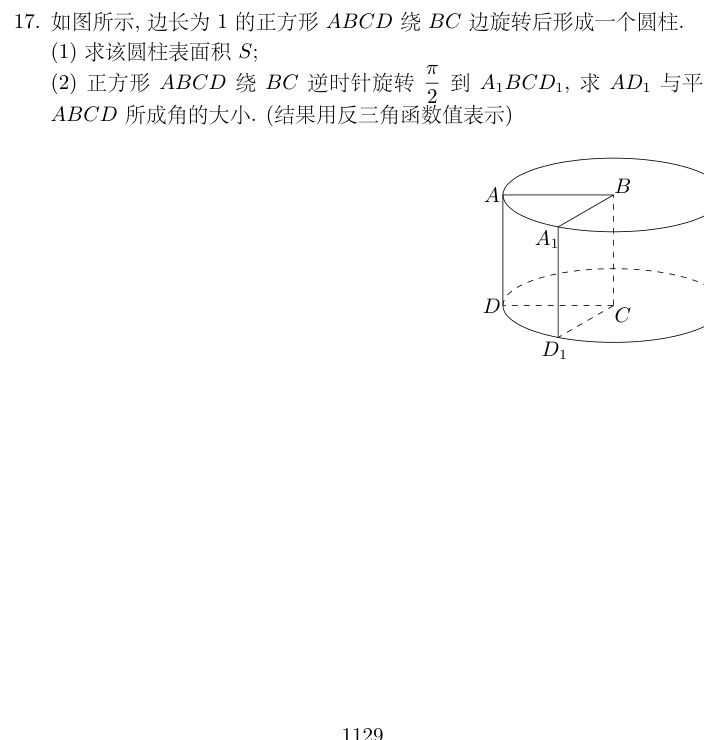 17. 如图所示, 边长为 1 的正方形 ABCD 绕 BC 边旋转后形成一个圆柱.
(1) 求该圆柱表面积 S;
(2) 正方形 ABCD 绕 BC 逆时针旋转 π/2 到 A₁BCD₁, 求 AD₁ 与平
ABCD 所成角的大小. (结果用反三角函数值表示)
B
A
A₁
D
C
D₁
1129